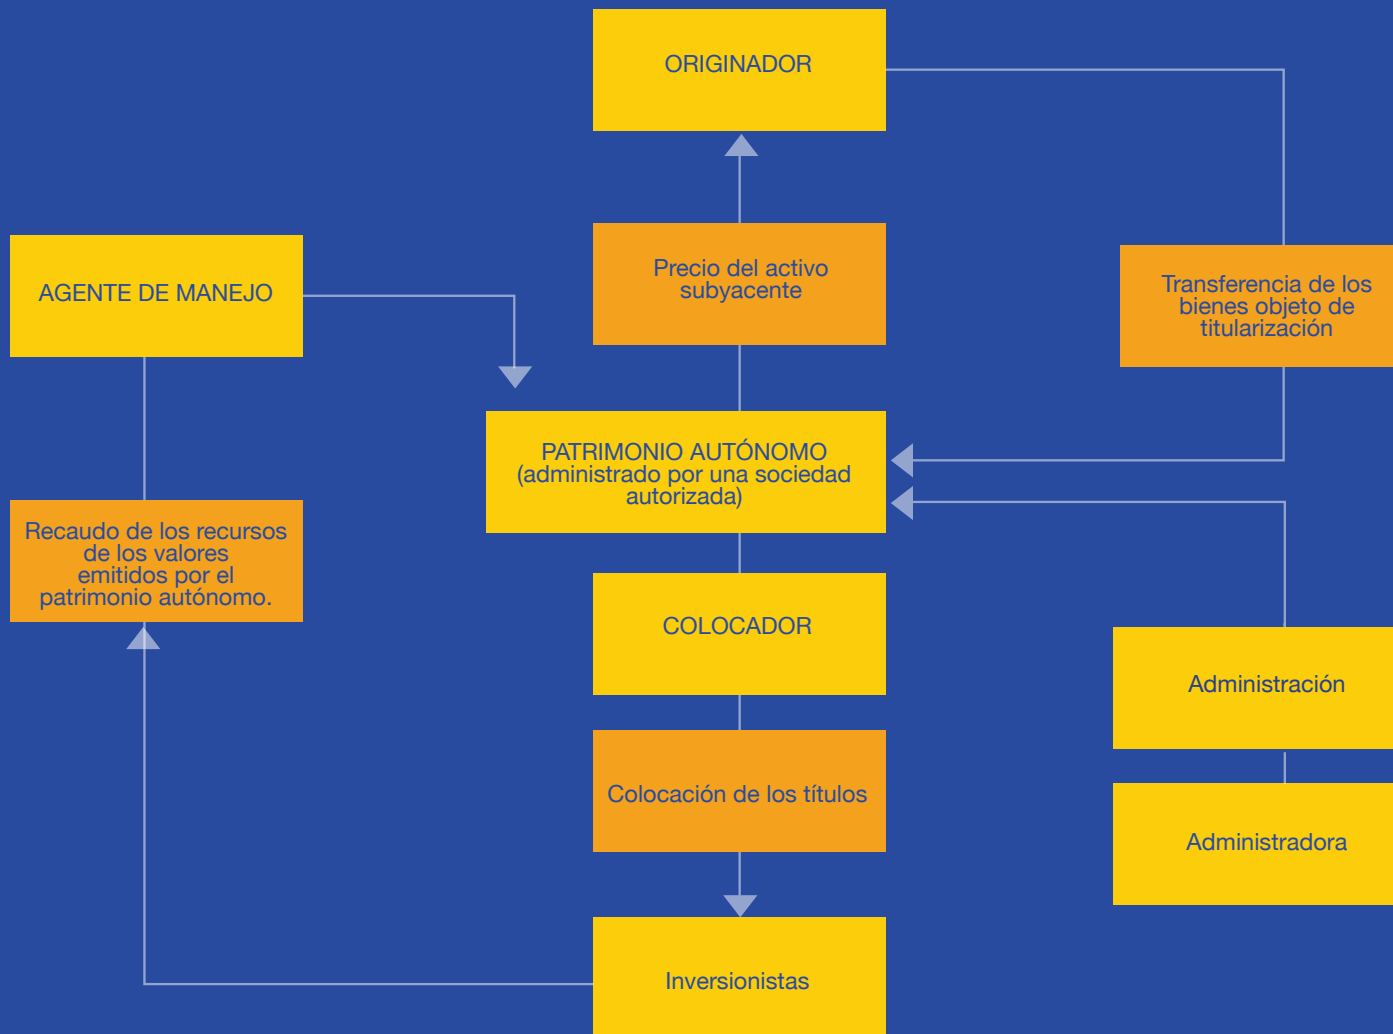 ORIGINADOR
AGENTE DE MANEJO
Precio del activo
subyacente
Transferencia de los
bienes objeto de
titularización
PATRIMONIO AUTÓNOMO
(administrado por una sociedad
autorizada)
Recaudo de los recursos
de los valores
emitidos por el
patrimonio autónomo.
COLOCADOR
Administración
Colocación de los títulos
Administradora
Inversionistas